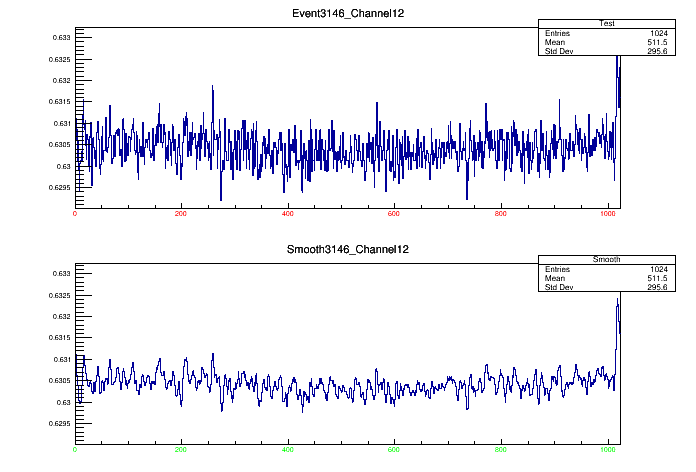 Event3146_Channel12
Test
Entries 1024
Mean 511.5
Std Dev 295.6
0.633
0.6325
0.632
0.6315
0.631
0.6305
0.63
0.6295
0 200 400 600 800 1000
Smooth3146_Channel12
Smooth
Entries 1024
Mean 511.5
Std Dev 295.6
0.633
0.6325
0.632
0.6315
0.631
0.6305
0.63
0.6295
0 200 400 600 800 1000